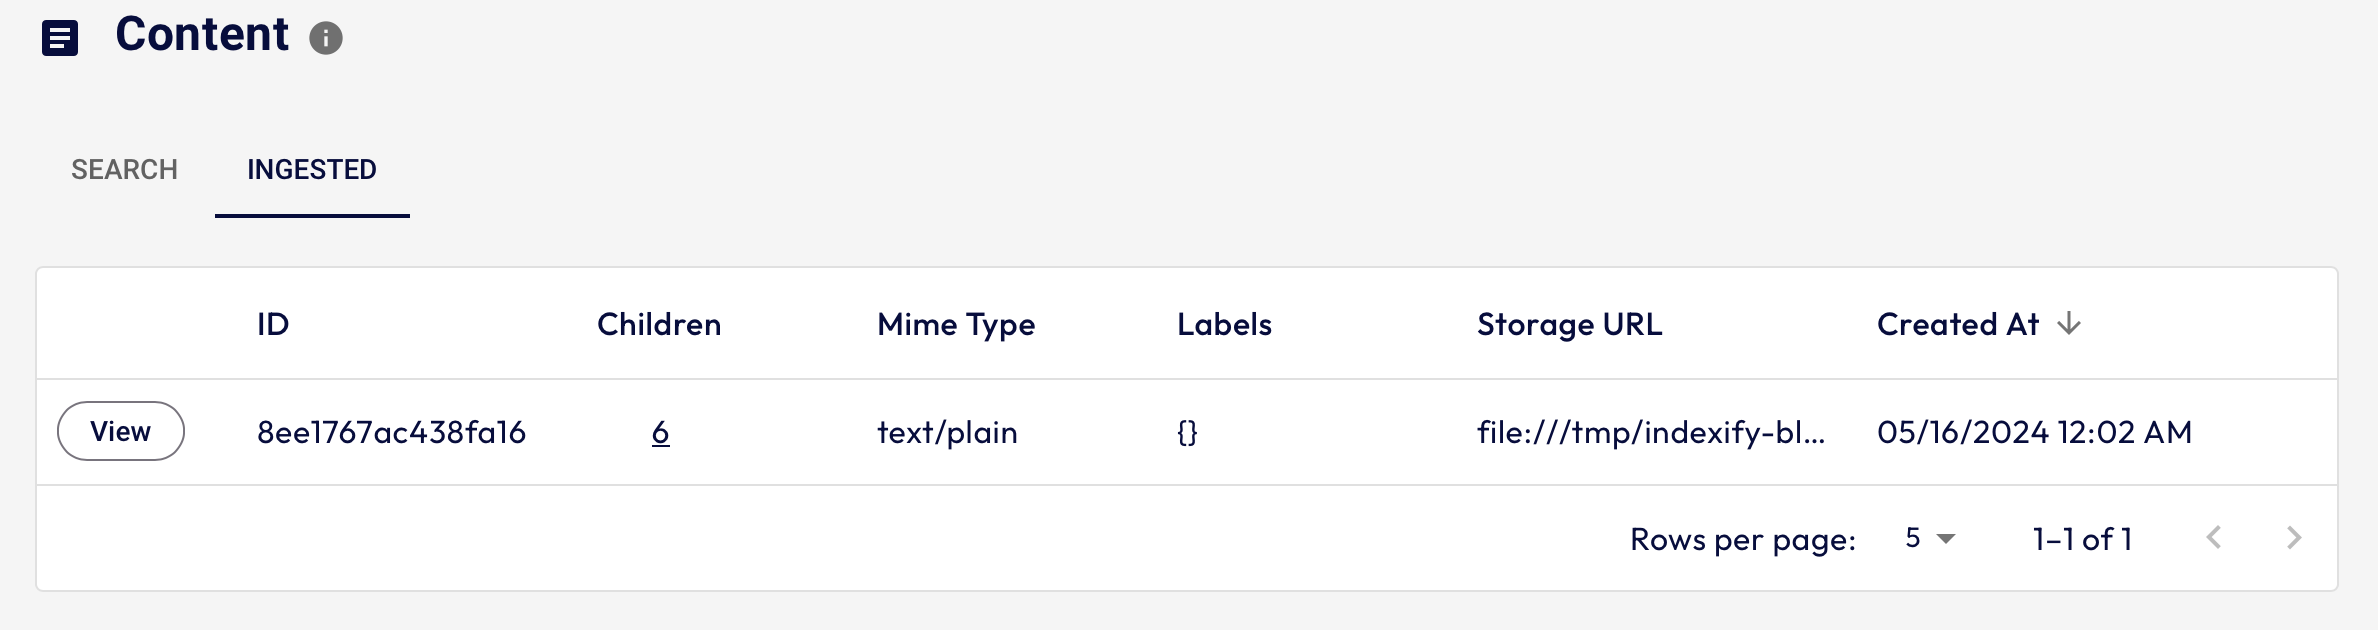 Content
SEARCH INGESTED
ID Children Mime Type Labels Storage URL Created At
View 8ee1767ac438fa16 6 text/plain {} file:///tmp/indexify-bl... 05/16/2024 12:02 AM
Rows per page: 5 1–1 of 1